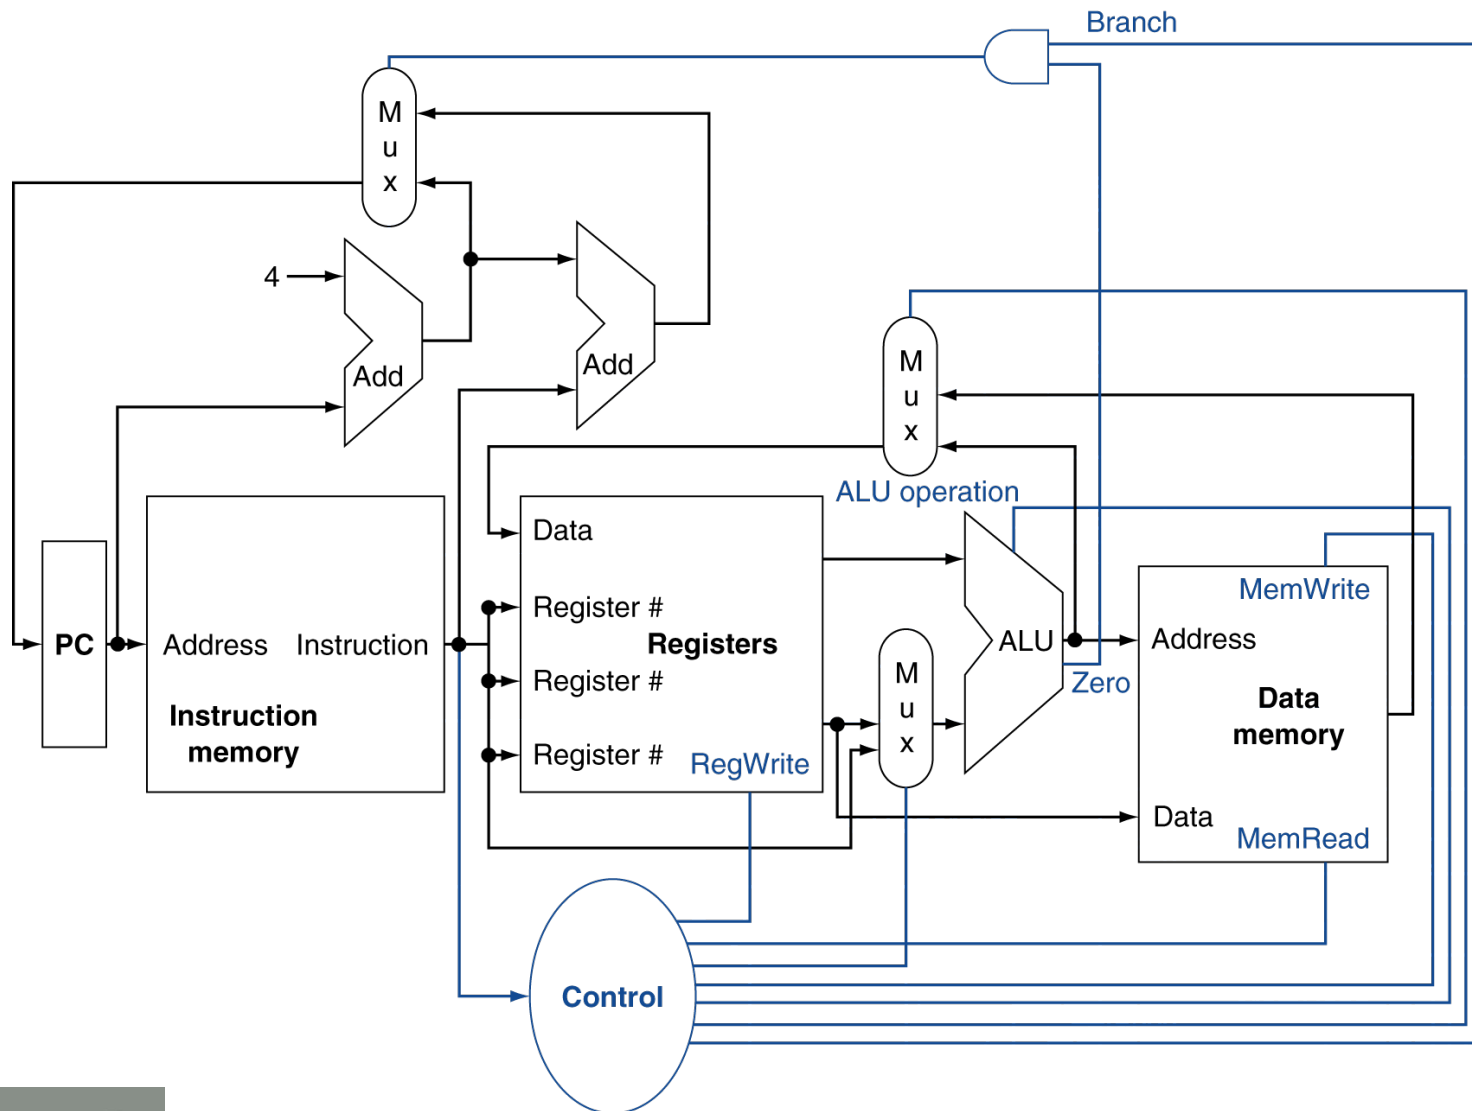 Branch
M
u
x
4
Add
Add
M
u
x
ALU operation
Data
Register #
Registers
Register #
Register #
RegWrite
PC
Address
Instruction
Instruction
memory
M
u
x
ALU
Zero
MemWrite
Address
Data
memory
Data
MemRead
Control